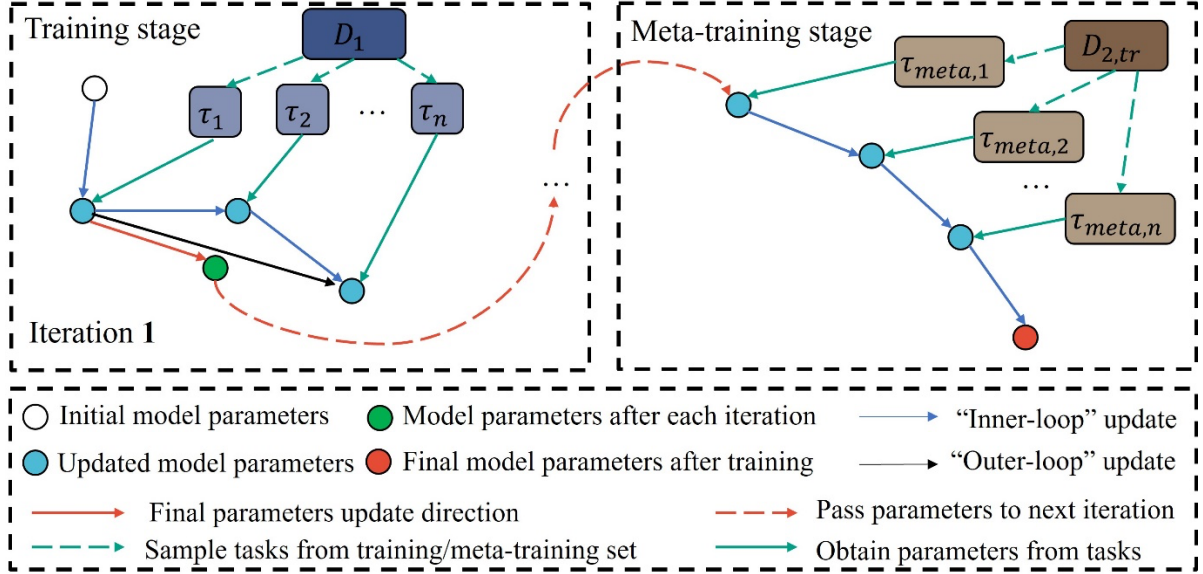 Training stage
D₁
τ₁
τ₂
...
τₙ
Iteration 1
...
Meta-training stage
D₂,tr
τmeta,1
τmeta,2
...
τmeta,n
Initial model parameters
Model parameters after each iteration
“Inner-loop” update
Updated model parameters
Final model parameters after training
“Outer-loop” update
Final parameters update direction
Pass parameters to next iteration
Sample tasks from training/meta-training set
Obtain parameters from tasks